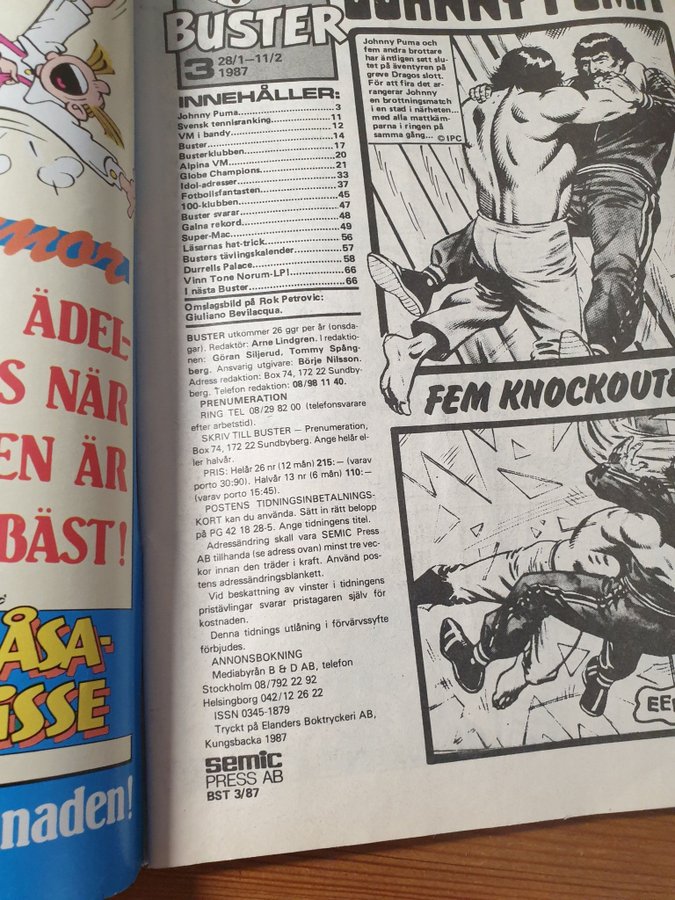 mor
ÄDEL-
S NÄR
EN ÄR
BÄST!
ÅSA-
ISSE
naden!
BUSTER
3 28/1—11/2
1987
INNEHÅLLER:
Johnny Puma 3
Svensk tennisranking 11
VM i bandy 12
Buster 14
Busterklubben 17
Alpina VM 20
Globe Champions 21
Idol-adresser 33
Fotbollsfantasten 37
100-klubben 45
Buster svarar 47
Galna rekord 48
Super-Mac 49
Läsarnas hat-trick 56
Busters tävlingskalender 57
Durrells Palace 58
Vinn Tone Norum-LP! 66
I nästa Buster 66
Omslagsbild på Rok Petrovic:
Giuliano Bevilacqua.
BUSTER utkommer 26 ggr per år (onsda-
gar). Redaktör: Arne Lindgren. I redaktio-
nen: Göran Siljerud, Tommy Spång-
berg. Ansvarig utgivare: Börje Nilsson.
Adress redaktion: Box 74, 172 22 Sundby-
berg. Telefon redaktion: 08/98 11 40.
PRENUMERATION
RING TEL 08/29 82 00 (telefonsvarare
efter arbetstid).
SKRIV TILL BUSTER — Prenumeration,
Box 74, 172 22 Sundbyberg. Ange helår el-
ler halvår.
PRIS: Helår 26 nr (12 mån) 215:— (varav
porto 30:90). Halvår 13 nr (6 mån) 110:—
(varav porto 15:45).
POSTENS TIDNINGSINBETALNINGS-
KORT kan du använda. Sätt in rätt belopp
på PG 42 18 28-5. Ange tidningens titel.
Adressändring skall vara SEMIC Press
AB tillhanda (se adress ovan) minst tre vec-
kor innan den träder i kraft. Använd pos-
tens adressändringsblankett.
Vid beskattning av vinster i tidningens
pristävlingar svarar pristagaren själv för
kostnaden.
Denna tidnings utlåning i förvärvssyfte
förbjudes.
ANNONSBOKNING
Mediabyrån B & D AB, telefon
Stockholm 08/792 22 92
Helsingborg 042/12 26 22
ISSN 0345-1879
Tryckt på Elanders Boktryckeri AB,
Kungsbacka 1987
semic
PRESS AB
BST 3/87
JOHNNY PUMA
Johnny Puma och
fem andra brottare
har äntligen sett slu-
tet på äventyren på
greve Dragos slott.
För att fira det ar-
rangerar Johnny
en brottningsmatch
i en stad i närheten...
med alla mattkäm-
parna i ringen på
samma gång...
© IPC
FEM KNOCKOUT
EE